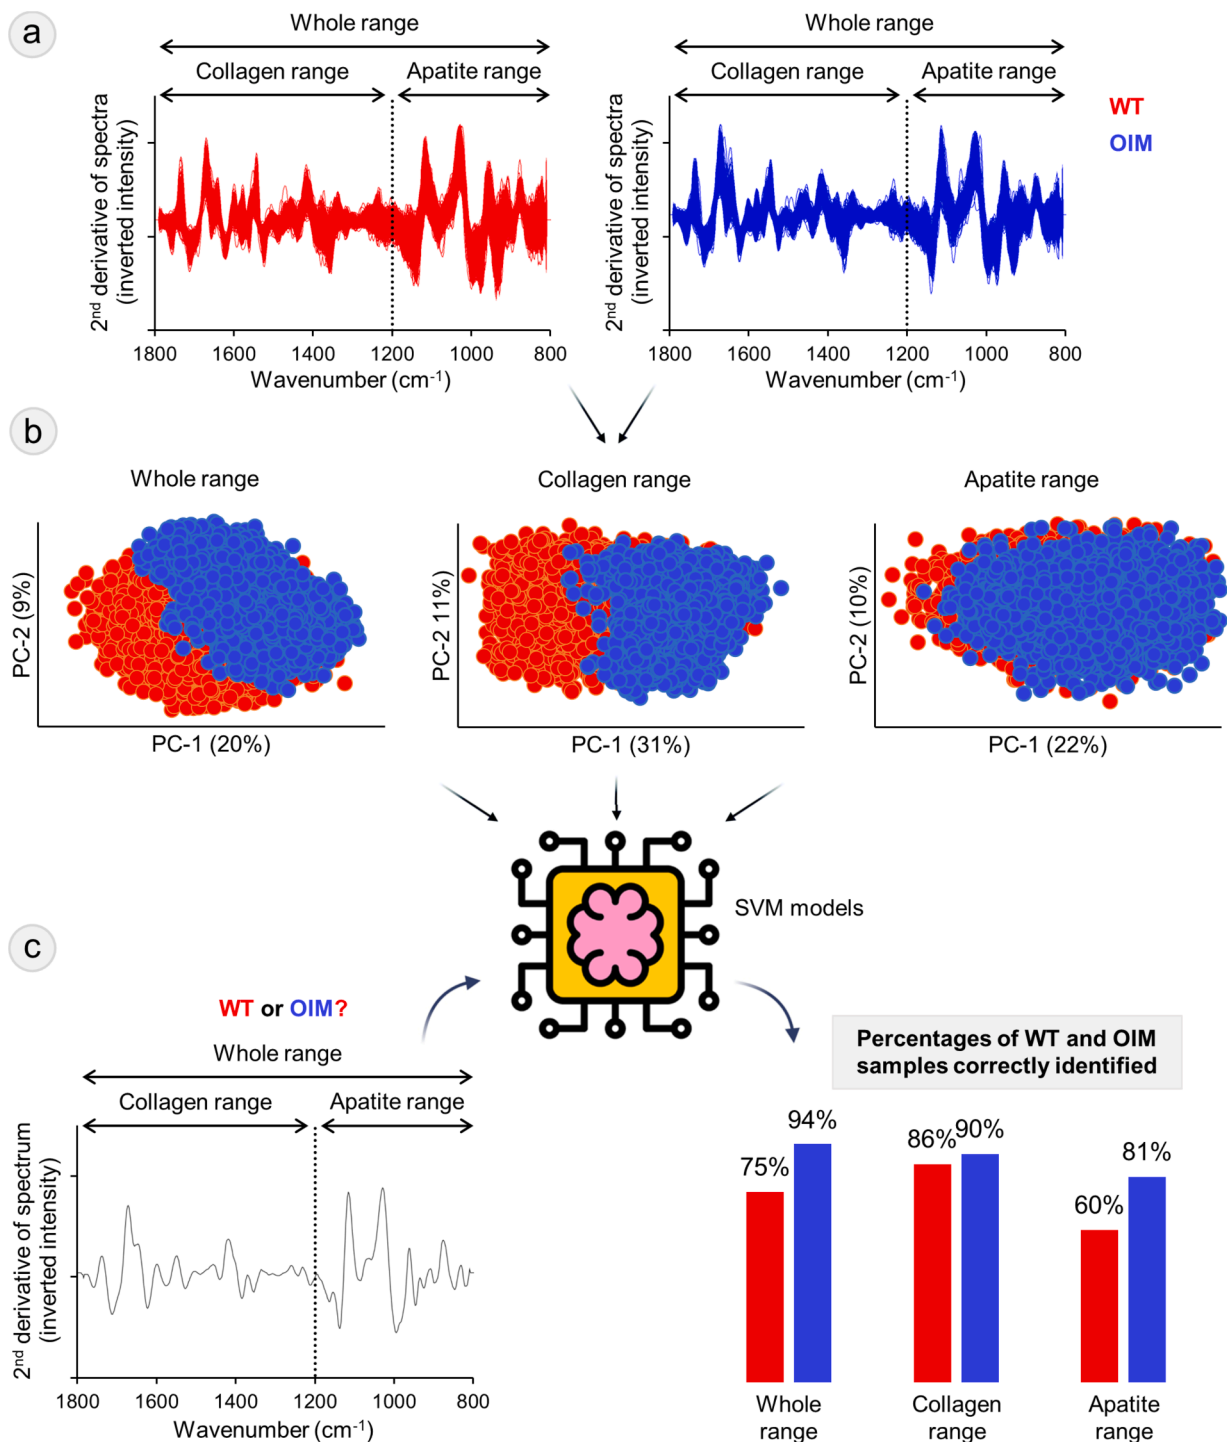 a
Whole range
Collagen range
Apatite range
2nd derivative of spectra
(inverted intensity)
1800 1600 1400 1200 1000 800
Wavenumber (cm-1)
Whole range
Collagen range
Apatite range
2nd derivative of spectra
(inverted intensity)
1800 1600 1400 1200 1000 800
Wavenumber (cm-1)
WT
OIM
b
Whole range
PC-2 (9%)
PC-1 (20%)
Collagen range
PC-2 11%)
PC-1 (31%)
Apatite range
PC-2 (10%)
PC-1 (22%)
SVM models
c
WT or OIM?
Whole range
Collagen range
Apatite range
2nd derivative of spectrum
(inverted intensity)
1800 1600 1400 1200 1000 800
Wavenumber (cm-1)
Percentages of WT and OIM
samples correctly identified
75% 94%
86% 90%
60% 81%
Whole
range
Collagen
range
Apatite
range